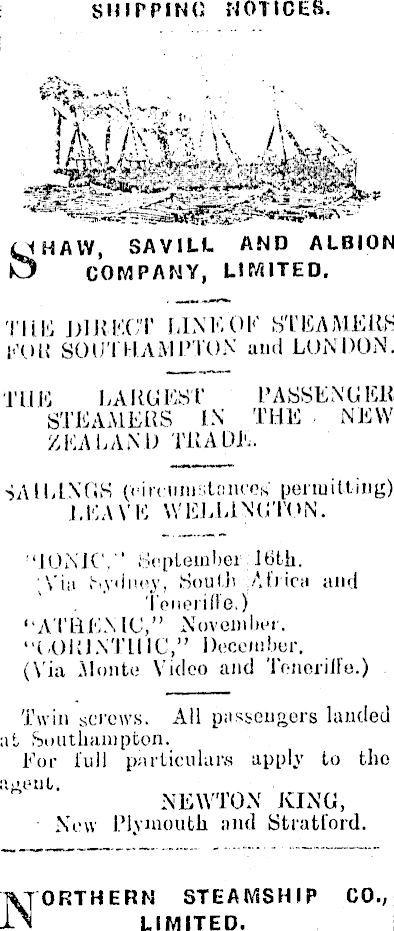 SHIPPING NOTICES.
SHAW, SAVILL AND ALBION
COMPANY, LIMITED.
THE DIRECT LINE OF STEAMERS
FOR SOUTHAMPTON and LONDON.
THE LARGEST PASSENGER
STEAMERS IN THE NEW
ZEALAND TRADE.
SAILINGS (circumstances permitting)
LEAVE WELLINGTON.
"IONIC," September 16th.
(Via Sydney, South Africa and
Teneriffe.)
"ATHENIC," November.
"CORINTHIC," December.
(Via Monte Video and Teneriffe.)
Twin screws. All passengers landed
at Southampton.
For full particulars apply to the
agent.
NEWTON KING,
New Plymouth and Stratford.
NORTHERN STEAMSHIP CO.,
LIMITED.